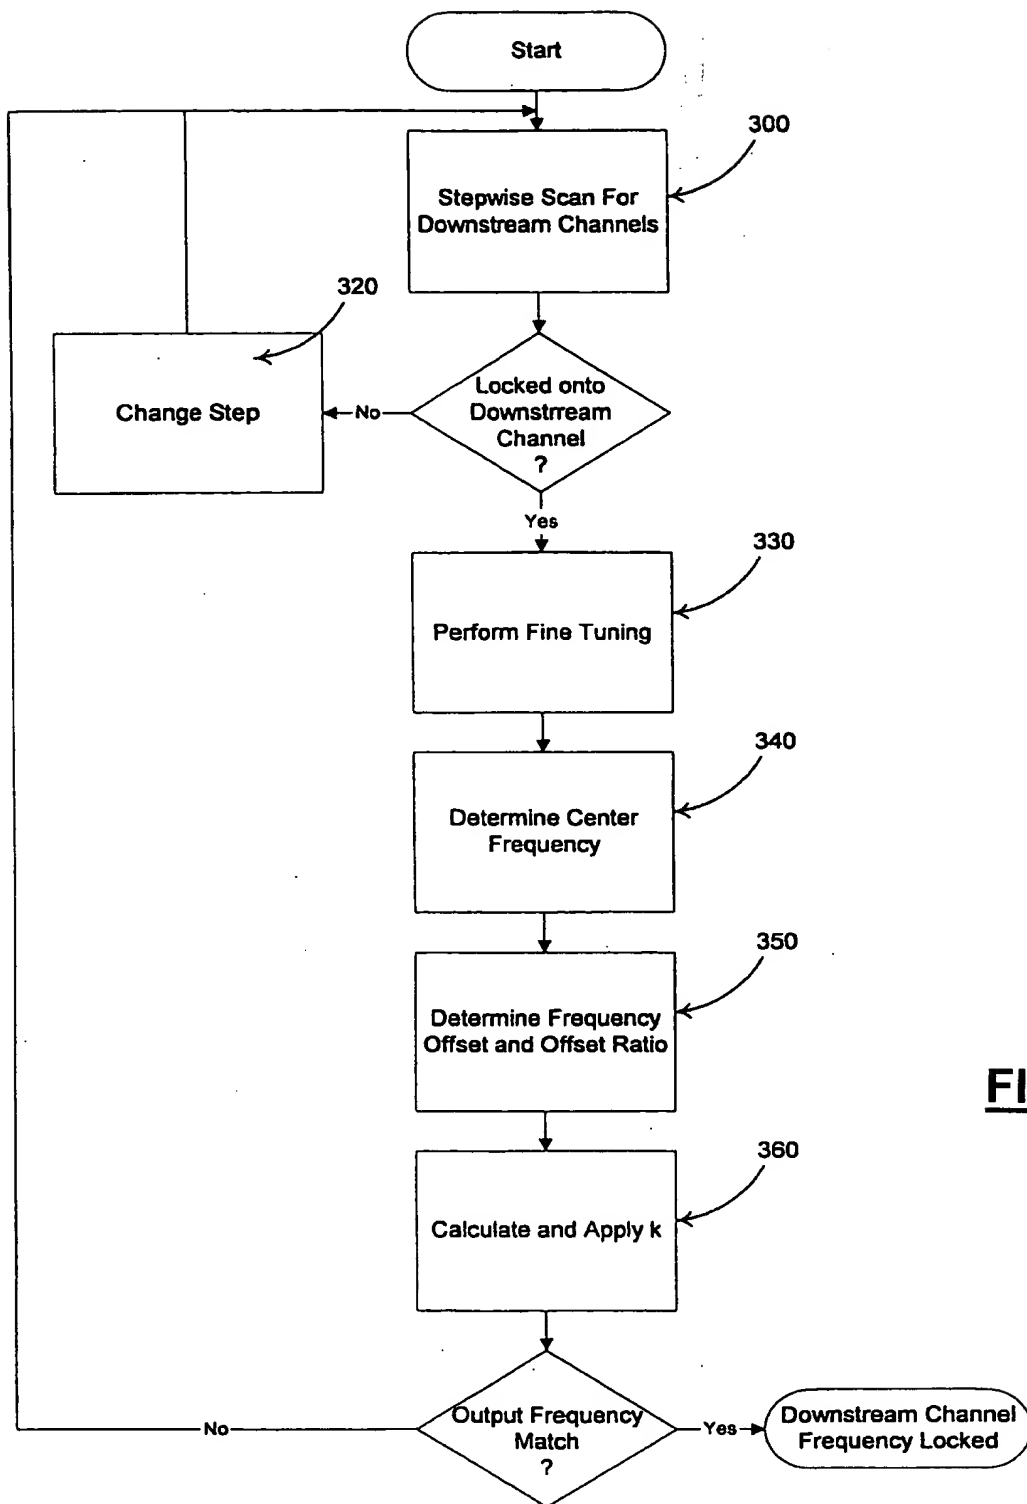 Start
300
Stepwise Scan For
Downstream Channels
320
Change Step
No
Locked onto
Downstrream
Channel
?
Yes
330
Perform Fine Tuning
340
Determine Center
Frequency
350
Determine Frequency
Offset and Offset Ratio
FI
360
Calculate and Apply k
No
Output Frequency
Match
?
Yes
Downstream Channel
Frequency Locked